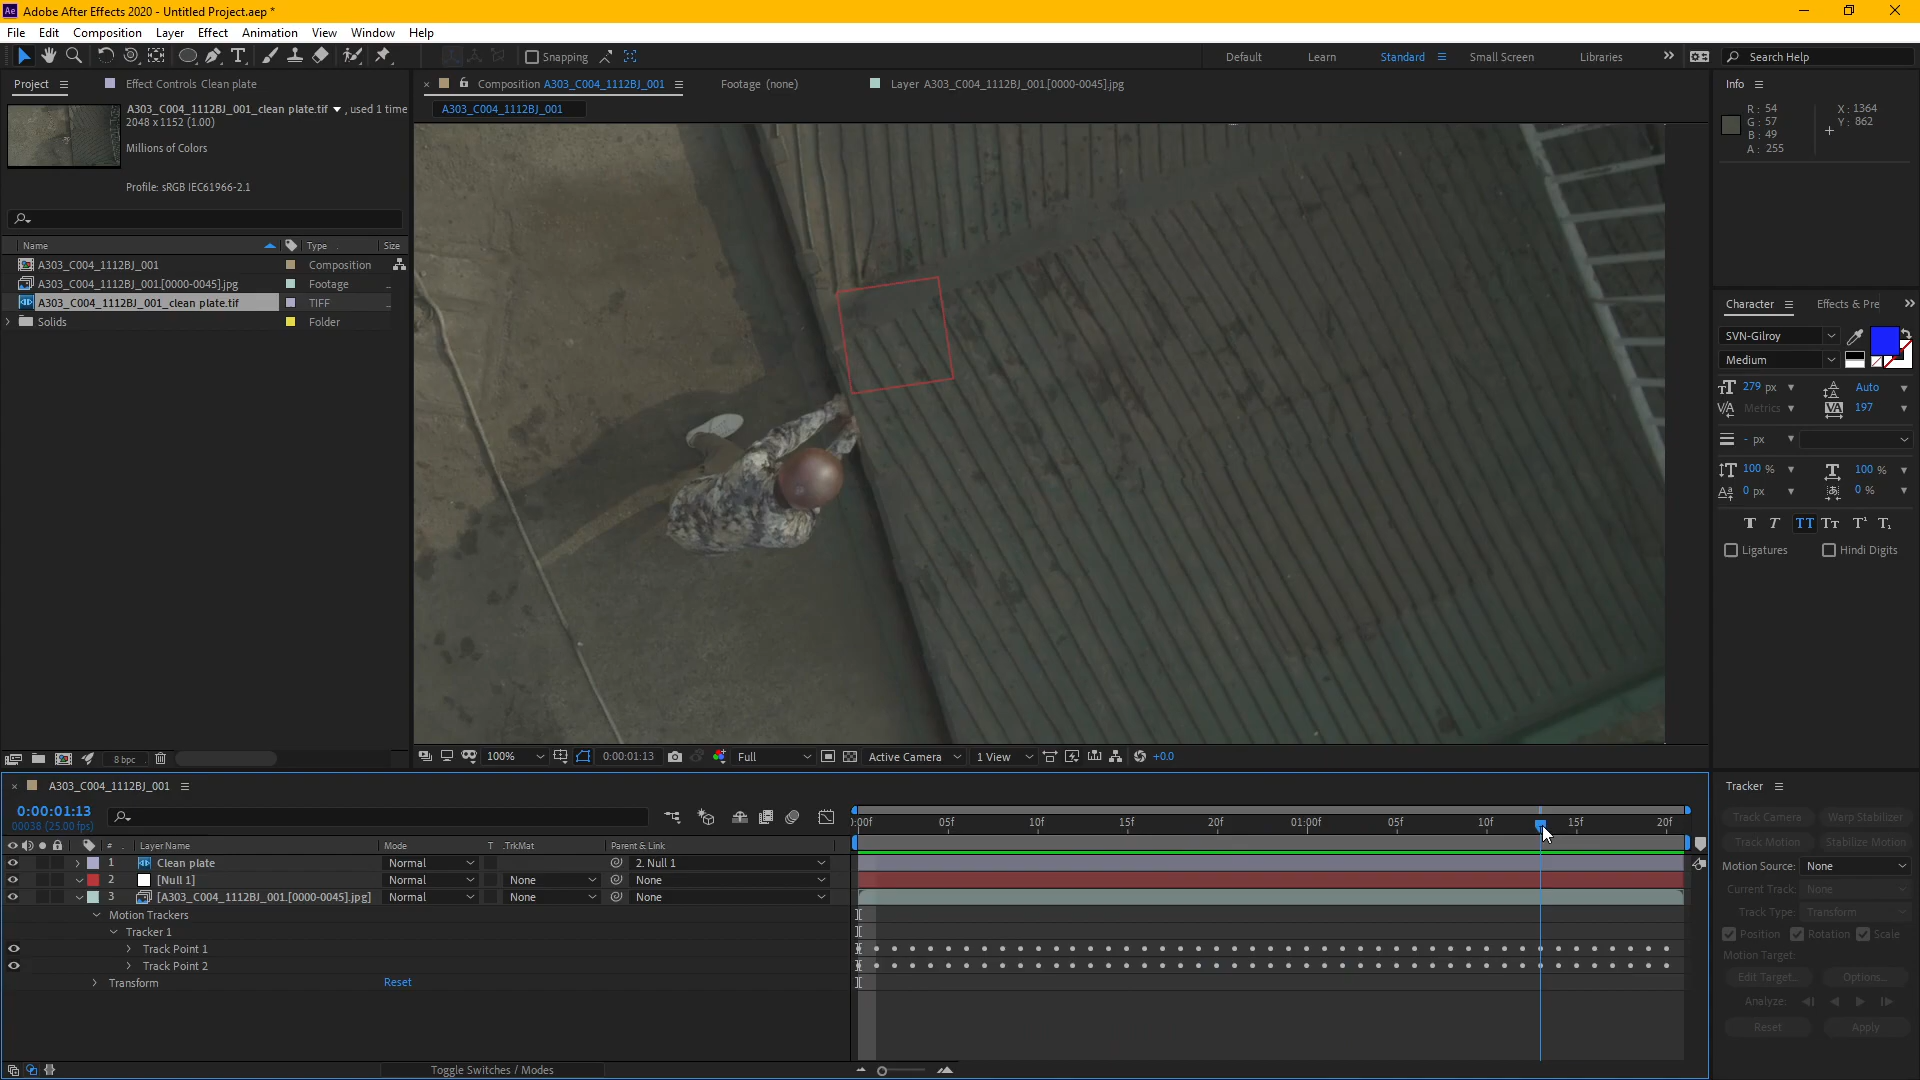 Adobe After Effects 2020 - Untitled Project.aep *
File Edit Composition Layer Effect Animation View Window Help
Snapping
Default Learn Standard Small Screen Libraries Search Help
Project Effect Controls Clean plate
Composition A303_C004_1112BJ_001 Footage (none) Layer A303_C004_1112BJ_001.[0000-0045].jpg
A303_C004_1112BJ_001
A303_C004_1112BJ_001_clean plate.tif , used 1 time
2048 x 1152 (1.00)
Millions of Colors
Profile: sRGB IEC61966-2.1
Name Type Size
A303_C004_1112BJ_001 Composition
A303_C004_1112BJ_001.[0000-0045].jpg Footage
A303_C004_1112BJ_001_clean plate.tif TIFF
Solids Folder
8 bpc
100% 0:00:01:13 Full Active Camera 1 View +0.0
Info
R : 54
G : 57
B : 49
A : 255
X : 1364
Y : 862
Character Effects & Pre
SVN-Gilroy
Medium
279 px Auto
Metrics 197
- px
100 % 100 %
0 px 0 %
Ligatures Hindi Digits
A303_C004_1112BJ_001
0:00:01:13
00038 (25.00 fps)
:00f 05f 10f 15f 20f 01:00f 05f 10f 15f 20f
# Layer Name Mode T .TrkMat Parent & Link
1 Clean plate Normal 2. Null 1
2 [Null 1] Normal None None
3 [A303_C004_1112BJ_001.[0000-0045].jpg] Normal None None
Motion Trackers
Tracker 1
Track Point 1
Track Point 2
Transform Reset
Toggle Switches / Modes
Tracker
Track Camera Warp Stabilizer
Track Motion Stabilize Motion
Motion Source: None
Current Track: None
Track Type: Transform
Position Rotation Scale
Motion Target:
Edit Target... Options...
Analyze:
Reset Apply